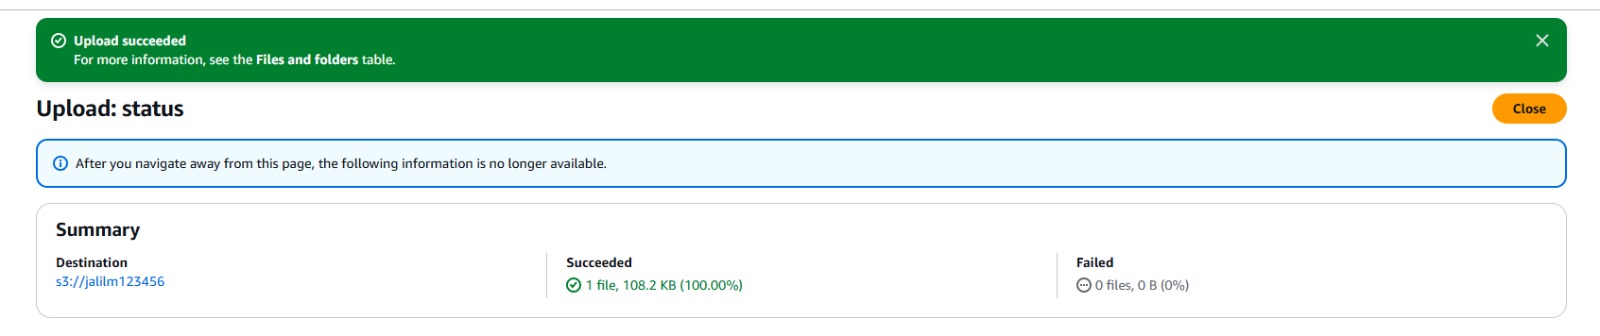 Upload succeeded
For more information, see the Files and folders table.
Upload: status
Close
After you navigate away from this page, the following information is no longer available.
Summary
Destination
s3://jalilm123456
Succeeded
1 file, 108.2 KB (100.00%)
Failed
0 files, 0 B (0%)